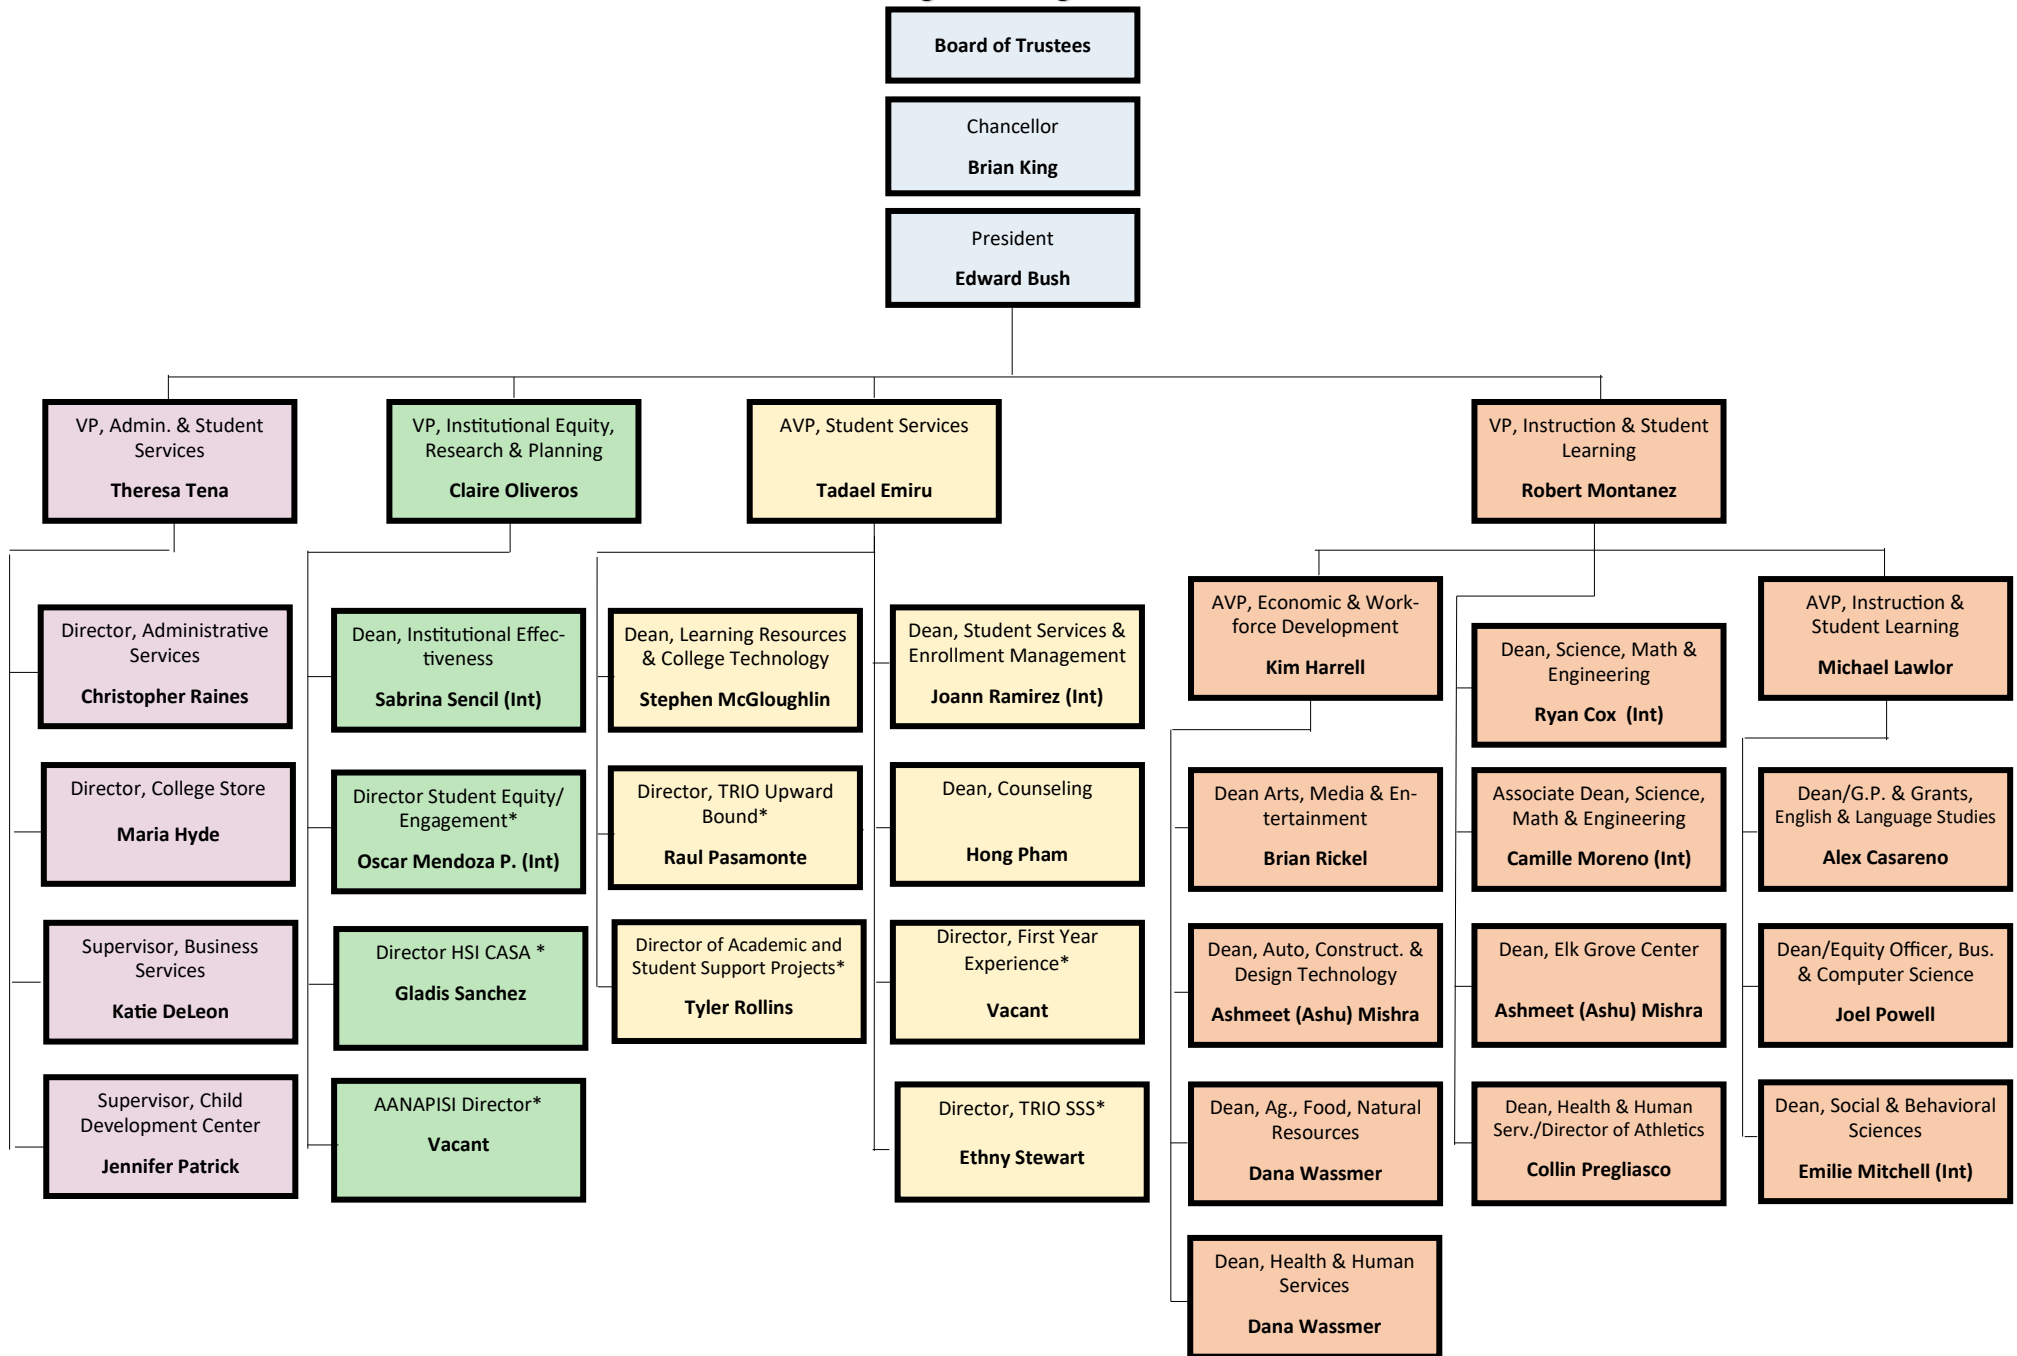 Board of Trustees
Chancellor
Brian King
President
Edward Bush
VP, Admin. & Student
Services
Theresa Tena
VP, Institutional Equity,
Research & Planning
Claire Oliveros
AVP, Student Services
Tadael Emiru
VP, Instruction & Student
Learning
Robert Montanez
Director, Administrative
Services
Christopher Raines
Director, College Store
Maria Hyde
Supervisor, Business
Services
Katie DeLeon
Supervisor, Child
Development Center
Jennifer Patrick
Dean, Institutional Effec-
tiveness
Sabrina Sencil (Int)
Director Student Equity/
Engagement*
Oscar Mendoza P. (Int)
Director HSI CASA *
Gladis Sanchez
AANAPISI Director*
Vacant
Dean, Learning Resources
& College Technology
Stephen McGloughlin
Director, TRIO Upward
Bound*
Raul Pasamonte
Director of Academic and
Student Support Projects*
Tyler Rollins
Dean, Student Services &
Enrollment Management
Joann Ramirez (Int)
Dean, Counseling
Hong Pham
Director, First Year
Experience*
Vacant
Director, TRIO SSS*
Ethny Stewart
AVP, Economic & Work-
force Development
Kim Harrell
Dean Arts, Media & En-
tertainment
Brian Rickel
Dean, Auto, Construct. &
Design Technology
Ashmeet (Ashu) Mishra
Dean, Ag., Food, Natural
Resources
Dana Wassmer
Dean, Health & Human
Services
Dana Wassmer
Dean, Science, Math &
Engineering
Ryan Cox (Int)
Associate Dean, Science,
Math & Engineering
Camille Moreno (Int)
Dean, Elk Grove Center
Ashmeet (Ashu) Mishra
Dean, Health & Human
Serv./Director of Athletics
Collin Pregliasco
AVP, Instruction &
Student Learning
Michael Lawlor
Dean/G.P. & Grants,
English & Language Studies
Alex Casareno
Dean/Equity Officer, Bus.
& Computer Science
Joel Powell
Dean, Social & Behavioral
Sciences
Emilie Mitchell (Int)